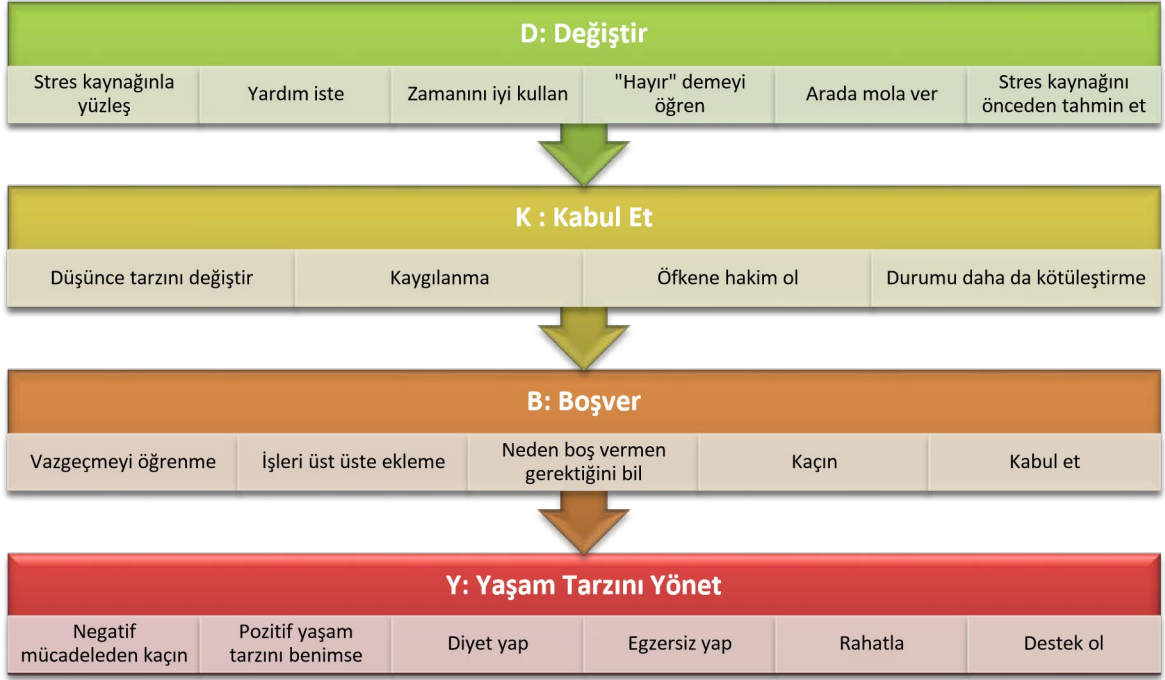 D: Değiştir
Stres kaynağınla
yüzleş
Yardım iste
Zamanını iyi kullan
"Hayır" demeyi
öğren
Arada mola ver
Stres kaynağını
önceden tahmin et
K : Kabul Et
Düşünce tarzını değiştir
Kaygılanma
Öfkene hakim ol
Durumu daha da kötüleştirme
B: Boşver
Vazgeçmeyi öğrenme
İşleri üst üste ekleme
Neden boş vermen
gerektiğini bil
Kaçın
Kabul et
Y: Yaşam Tarzını Yönet
Negatif
mücadeleden kaçın
Pozitif yaşam
tarzını benimse
Diyet yap
Egzersiz yap
Rahatla
Destek ol